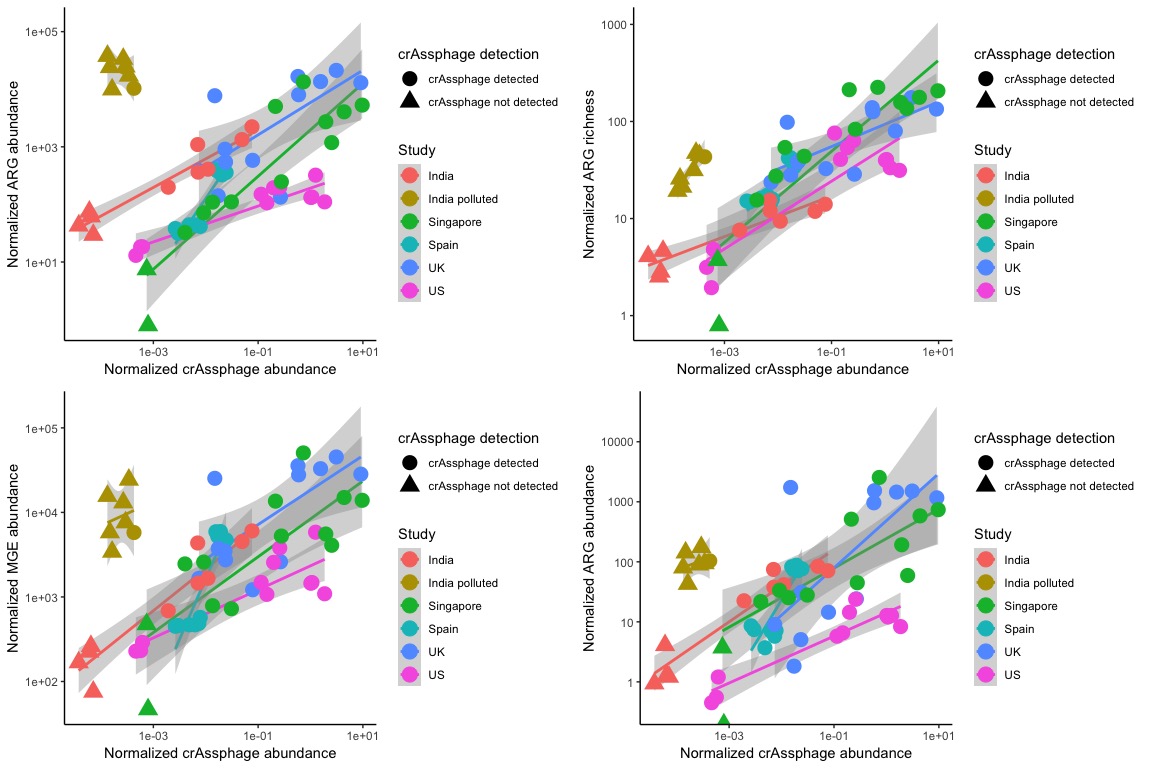 Normalized ARG abundance
1e+05
1e+03
1e+01
1e-03
1e-01
1e+01
Normalized crAssphage abundance
crAssphage detection
crAssphage detected
crAssphage not detected
Study
India
India polluted
Singapore
Spain
UK
US
Normalized ARG richness
1000
100
10
1
1e-03
1e-01
1e+01
Normalized crAssphage abundance
crAssphage detection
crAssphage detected
crAssphage not detected
Study
India
India polluted
Singapore
Spain
UK
US
Normalized MGE abundance
1e+05
1e+04
1e+03
1e+02
1e-03
1e-01
1e+01
Normalized crAssphage abundance
crAssphage detection
crAssphage detected
crAssphage not detected
Study
India
India polluted
Singapore
Spain
UK
US
Normalized ARG abundance
10000
1000
100
10
1
1e-03
1e-01
1e+01
Normalized crAssphage abundance
crAssphage detection
crAssphage detected
crAssphage not detected
Study
India
India polluted
Singapore
Spain
UK
US